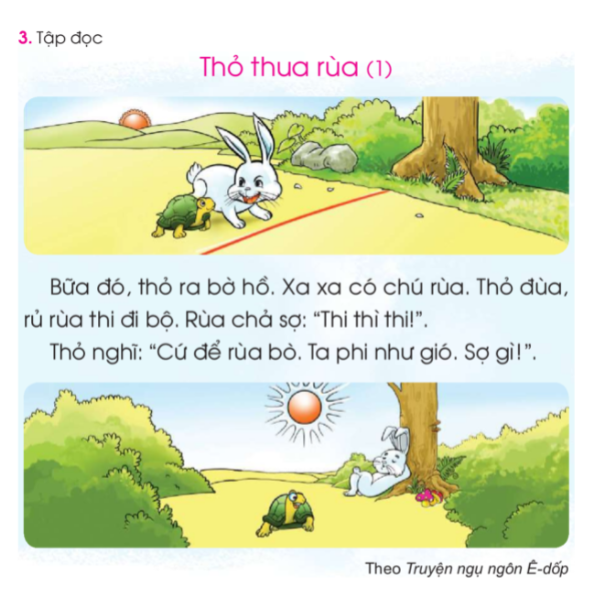 3. Tập đọc
Thỏ thua rùa (1)
Bữa đó, thỏ ra bờ hồ. Xa xa có chú rùa. Thỏ đùa,
rủ rùa thi đi bộ. Rùa chả sợ: “Thi thì thi!”.
Thỏ nghĩ: “Cứ để rùa bò. Ta phi như gió. Sợ gì!”.
Theo Truyện ngụ ngôn Ê-dốp